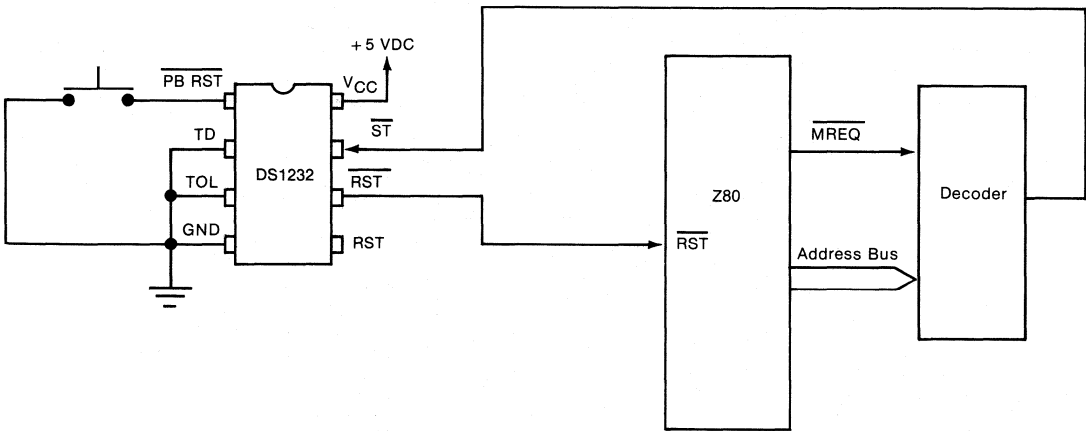 +5 VDC
PB RST
VCC
TD
ST
MREQ
DS1232
TOL
RST
Z80
Decoder
GND
RST
RST
Address Bus